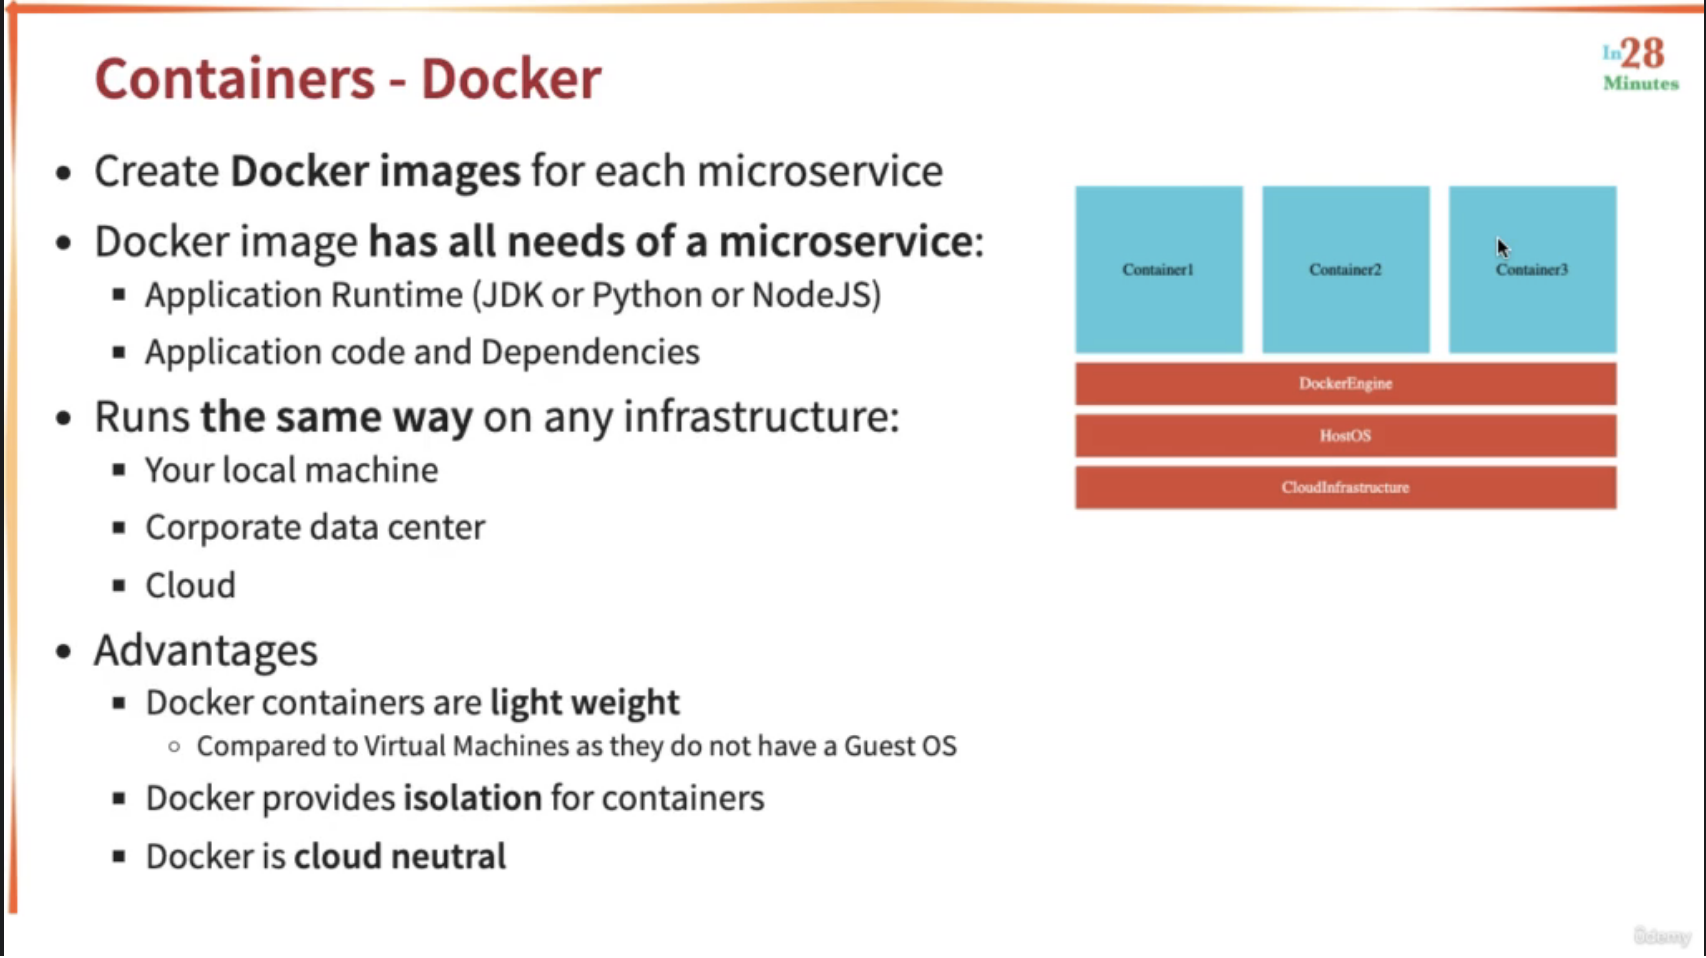 Containers - Docker
In28
Minutes
• Create Docker images for each microservice
• Docker image has all needs of a microservice:
▪ Application Runtime (JDK or Python or NodeJS)
▪ Application code and Dependencies
• Runs the same way on any infrastructure:
▪ Your local machine
▪ Corporate data center
▪ Cloud
• Advantages
▪ Docker containers are light weight
○ Compared to Virtual Machines as they do not have a Guest OS
▪ Docker provides isolation for containers
▪ Docker is cloud neutral
Container1
Container2
Container3
DockerEngine
HostOS
CloudInfrastructure
ûdemy